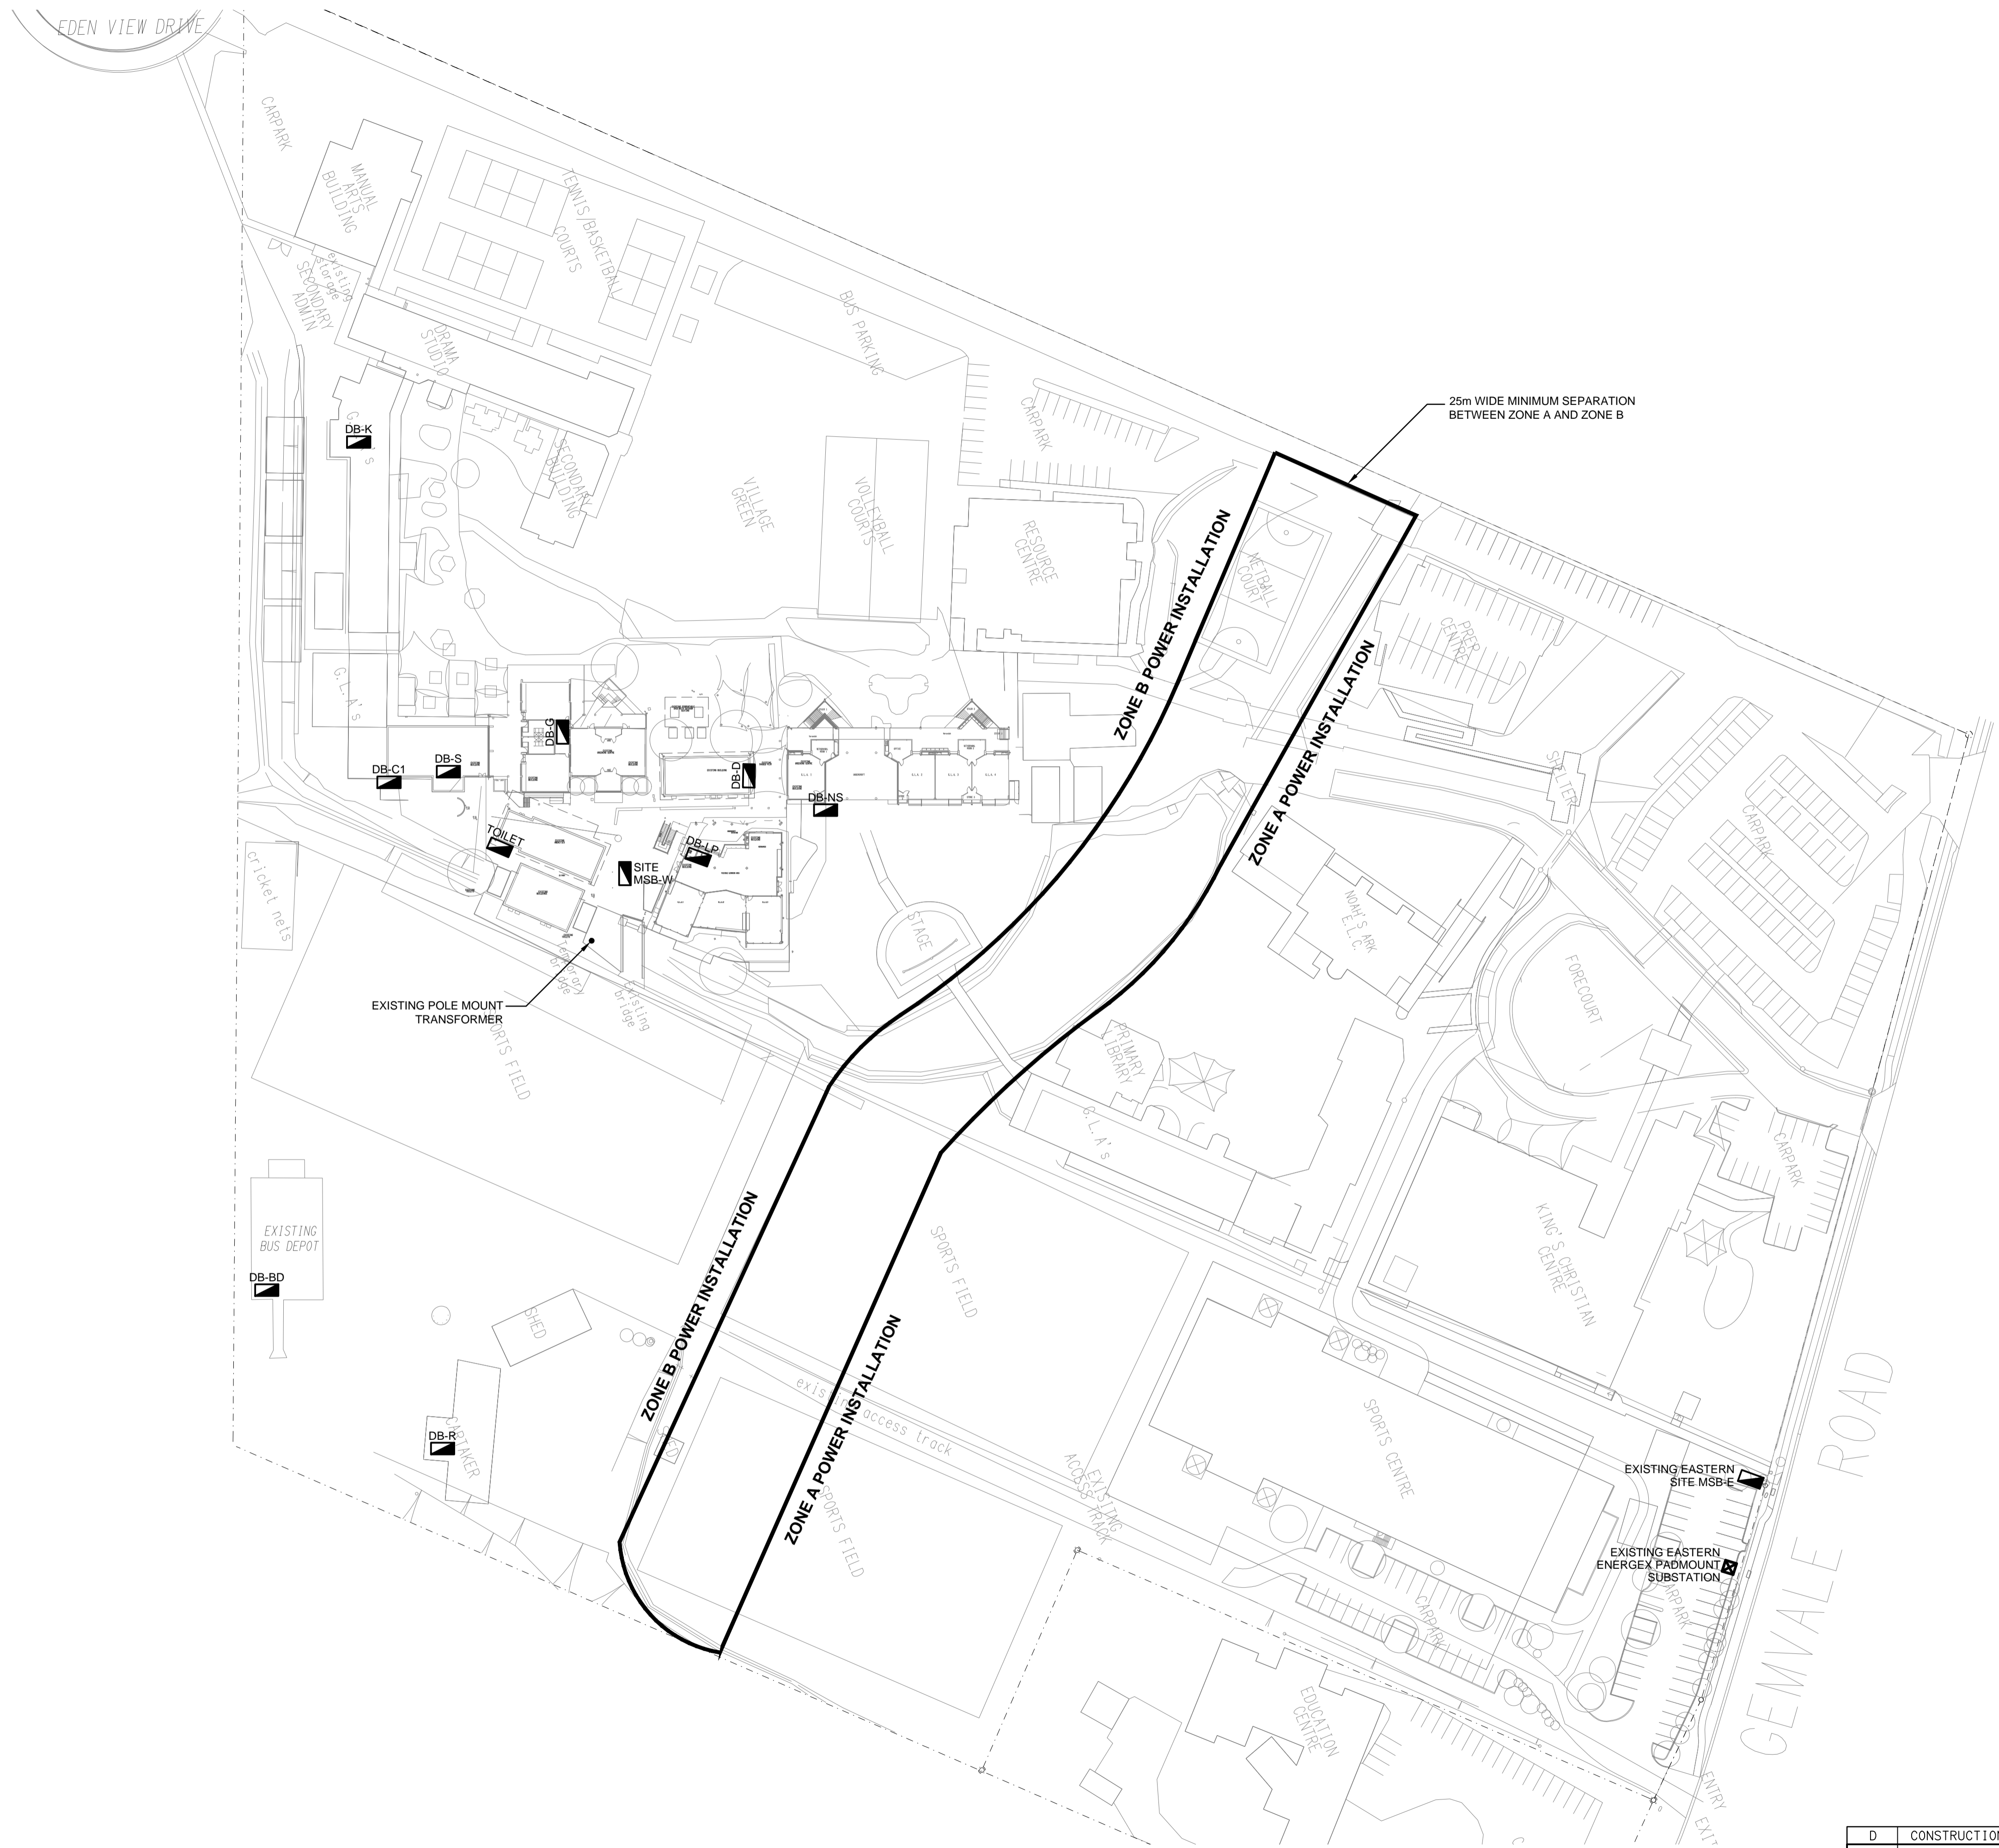 EDEN VIEW DRIVE
CARPARK
MANUAL
ARTS
BUILDING
TENNIS/BASKETBALL
COURTS
existing
storage
SECONDARY
ADMIN
DRAMA
STUDIO
BUS PARKING
CARPARK
25m WIDE MINIMUM SEPARATION
BETWEEN ZONE A AND ZONE B
DB-K
SECONDARY
BUILDING
VILLAGE
GREEN
VOLLEYBALL
COURTS
RESOURCE
CENTRE
ZONE B POWER INSTALLATION
NETBALL
COURT
ZONE A POWER INSTALLATION
PREP
CENTRE
G.L.A's
DB-G
DB-C1
DB-S
DB-D
DB-NS
SHELTER
CARPARK
TOILET
SITE
MSB-W
DB-LP
cricket nets
STAGE
NOAH'S ARK
E.L.C.
FORECOURT
EXISTING POLE MOUNT
TRANSFORMER
Temporary
bridge
Existing
bridge
SPORTS FIELD
PRIMARY
LIBRARY
G.L.A's
CARPARK
KING'S CHRISTIAN
CENTRE
EXISTING
BUS DEPOT
DB-BD
SHED
ZONE B POWER INSTALLATION
SPORTS FIELD
ZONE A POWER INSTALLATION
existing access track
DB-R
CARTAKER
SPORTS FIELD
EXISITNG
ACCESS TRACK
SPORTS CENTRE
EXISTING EASTERN
SITE MSB-E
EXISTING EASTERN
ENERGEX PADMOUNT
SUBSTATION
CARPARK
CARPARK
GEMVALE ROAD
EDUCATION
CENTRE
ENTRY
D CONSTRUCTION